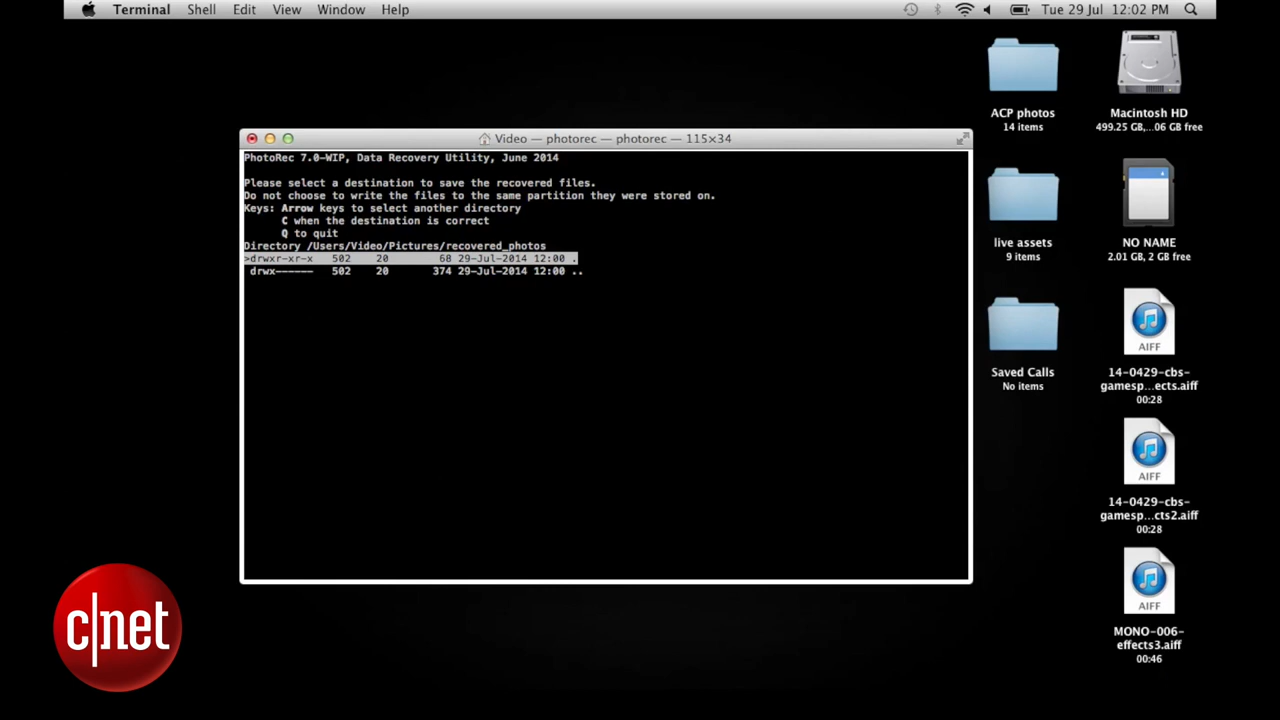 Terminal Shell Edit View Window Help Tue 29 Jul 12:02 PM
Video — photorec — photorec — 115×34
PhotoRec 7.0-WIP, Data Recovery Utility, June 2014
Please select a destination to save the recovered files.
Do not choose to write the files to the same partition they were stored on.
Keys: Arrow keys to select another directory
C when the destination is correct
Q to quit
Directory /Users/Video/Pictures/recovered_photos
>drwxr-xr-x 502 20 68 29-Jul-2014 12:00 .
drwx------ 502 20 374 29-Jul-2014 12:00 ..
ACP photos
14 items
Macintosh HD
499.25 GB,...06 GB free
live assets
9 items
NO NAME
2.01 GB, 2 GB free
Saved Calls
No items
AIFF
14-0429-cbs-
gamesp...ects.aiff
00:28
AIFF
14-0429-cbs-
gamesp...cts2.aiff
00:28
AIFF
MONO-006-
effects3.aiff
00:46
c|net